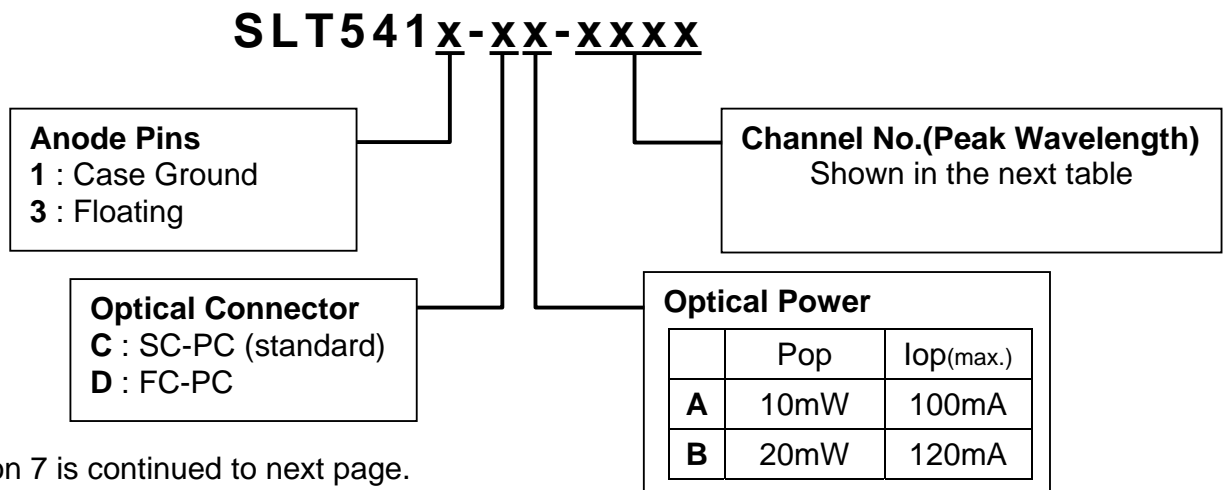 SLT541x-xx-xxxx
Anode Pins
1 : Case Ground
3 : Floating
Channel No.(Peak Wavelength)
Shown in the next table
Optical Connector
C : SC-PC (standard)
D : FC-PC
Optical Power
Pop Iop(max.)
A 10mW 100mA
B 20mW 120mA
on 7 is continued to next page.